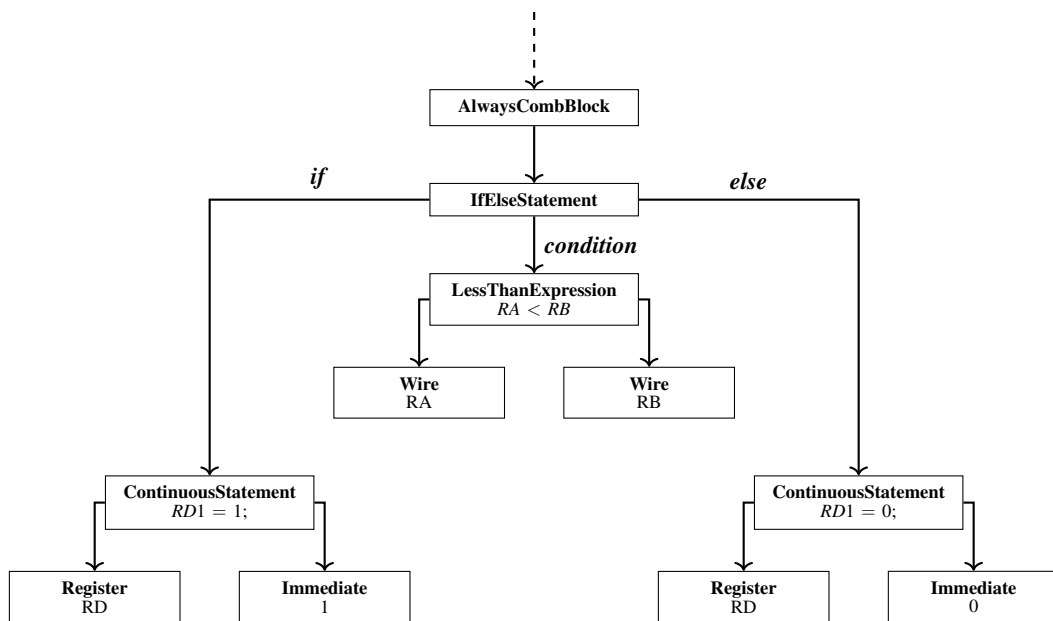 AlwaysCombBlock
if
else
IfElseStatement
condition
LessThanExpression
RA < RB
Wire
RA
Wire
RB
ContinuousStatement
RD1 = 1;
ContinuousStatement
RD1 = 0;
Register
RD
Immediate
1
Register
RD
Immediate
0